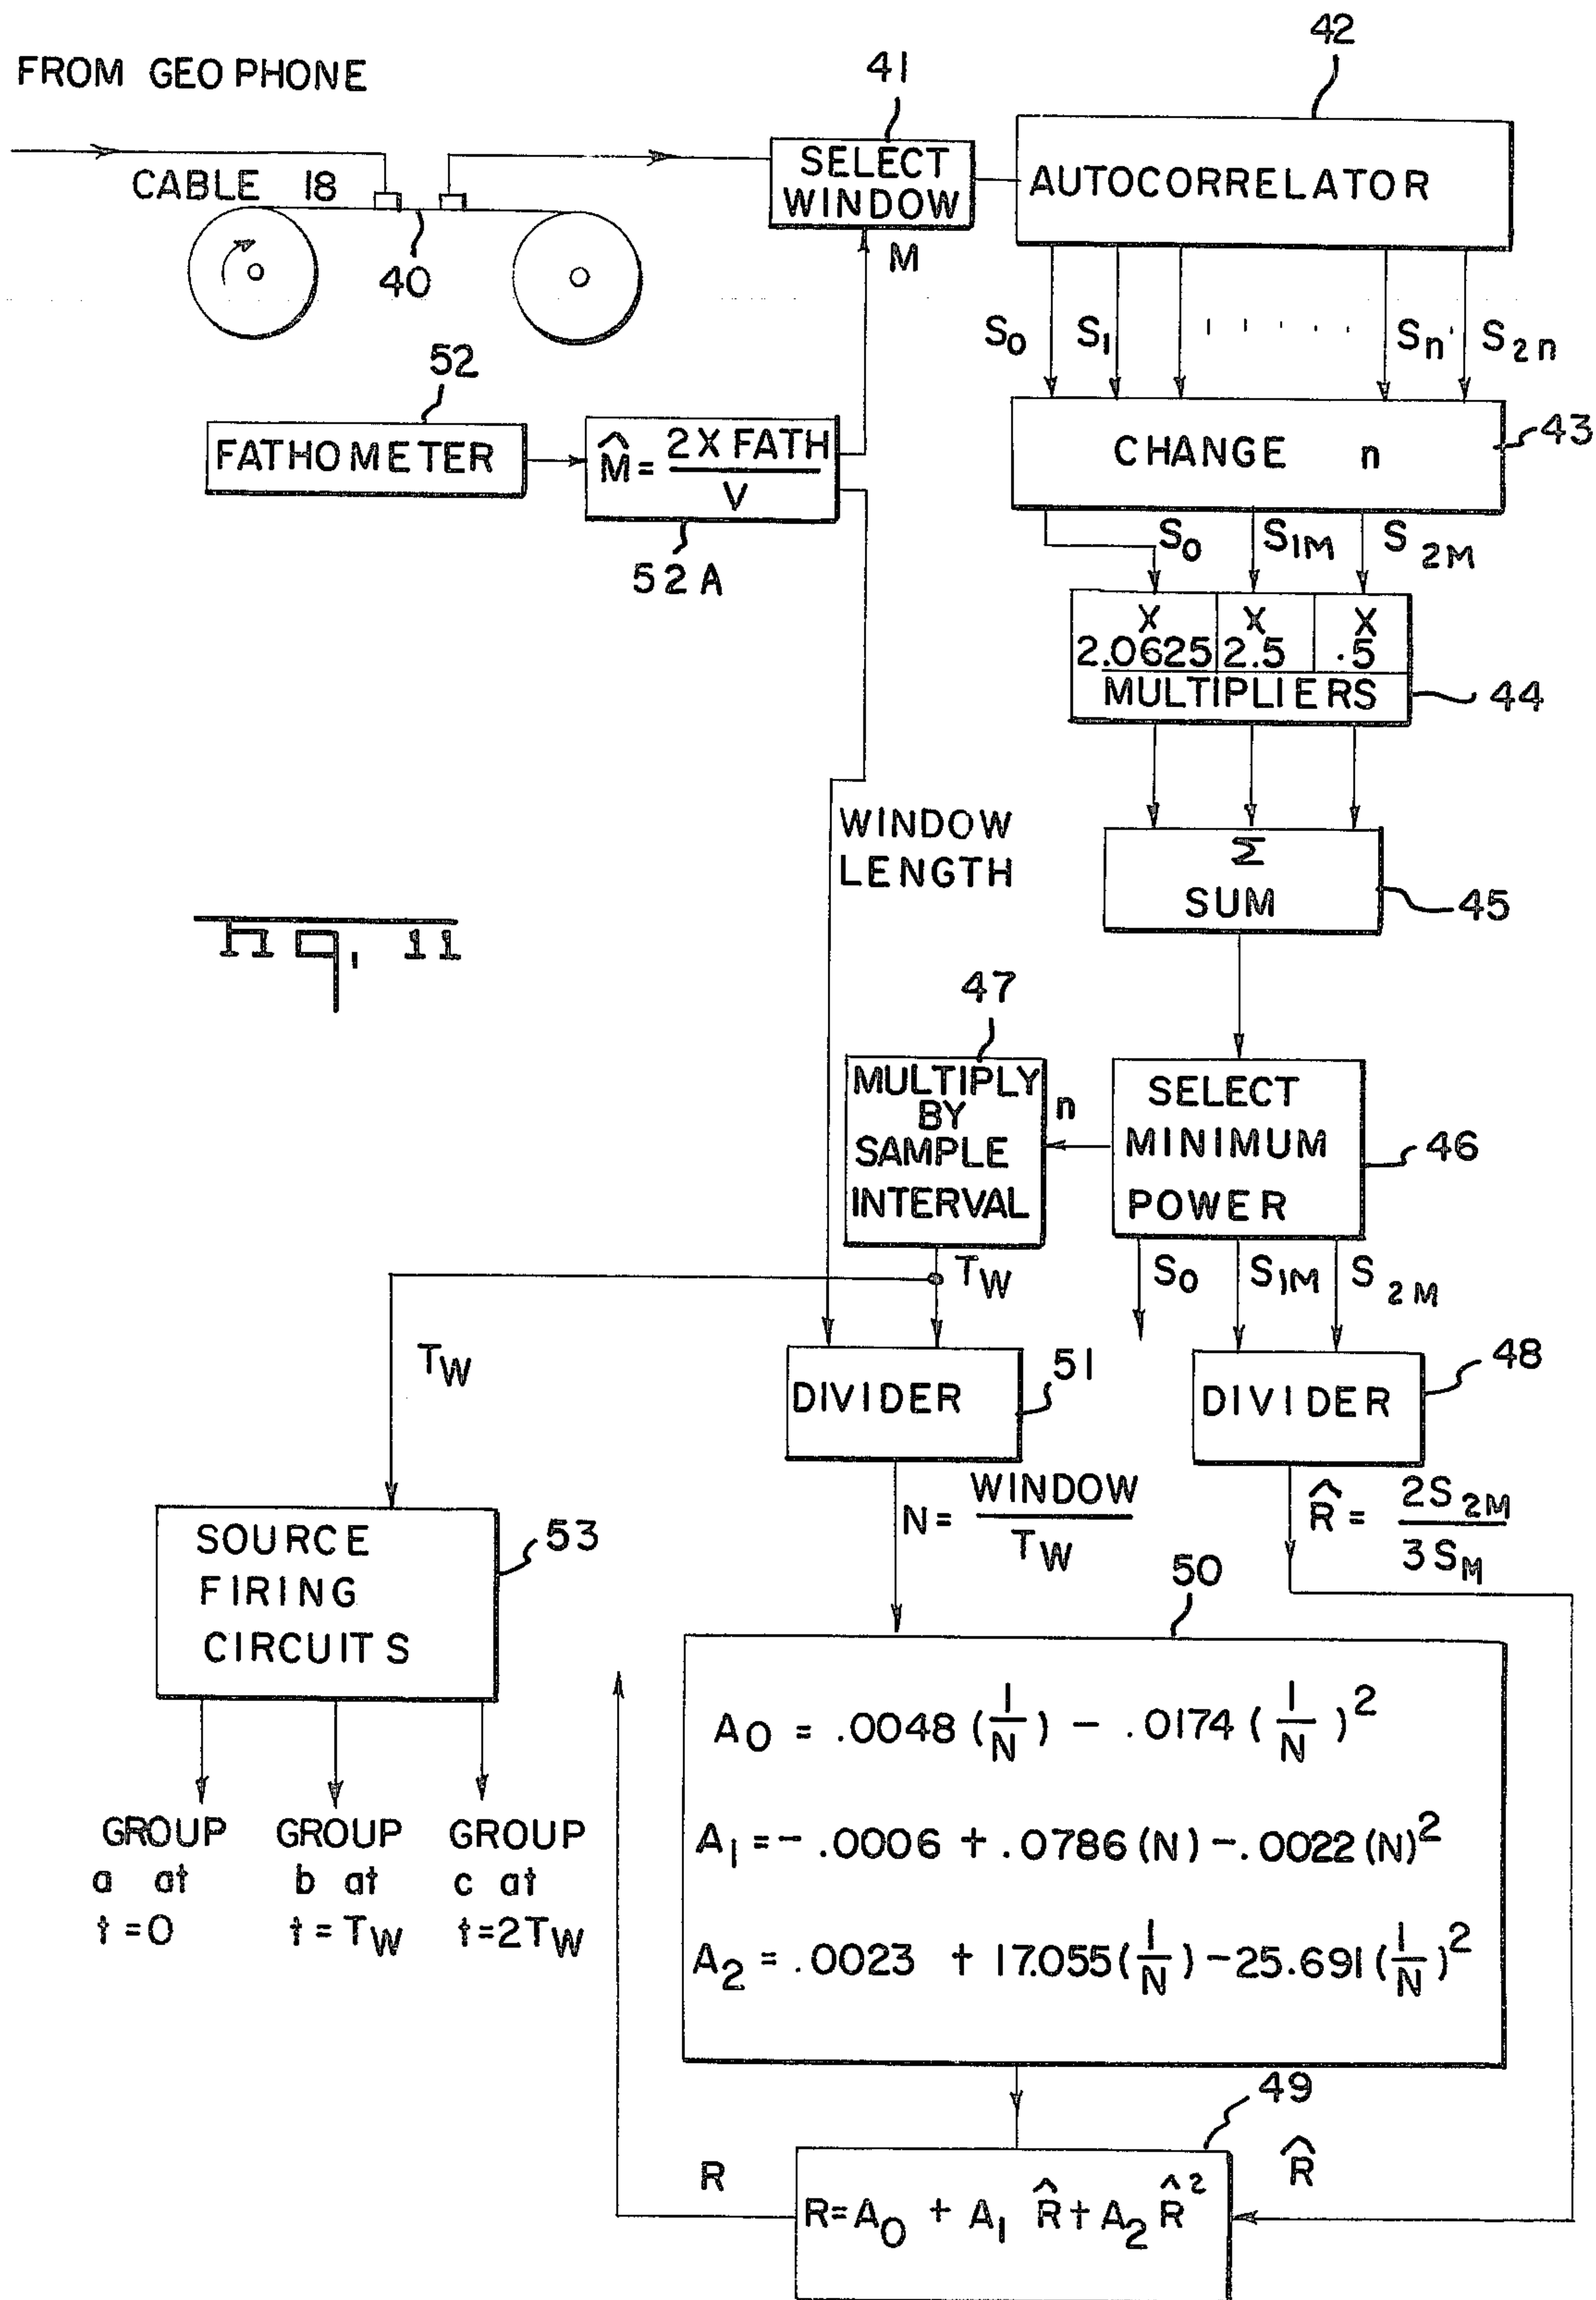 FROM GEOPHONE
CABLE 18
40
41
SELECT
WINDOW
M
42
AUTOCORRELATOR
S0 S1 Sn S2n
52
FATHOMETER
M̂ = 2 X FATH / V
52A
CHANGE n
43
S0 S1M S2M
X X X
2.0625 2.5 .5
MULTIPLIERS
44
WINDOW
LENGTH
Σ
SUM
45
Fig. 11
47
MULTIPLY
BY
SAMPLE
INTERVAL
n
SELECT
MINIMUM
POWER
46
TW
S0 S1M S2M
TW
DIVIDER
51
DIVIDER
48
N = WINDOW / TW
R̂ = 2S2M / 3SM
SOURCE
FIRING
CIRCUITS
53
50
A0 = .0048 (1/N) - .0174 (1/N)²
A1 = -.0006 + .0786 (N) - .0022 (N)²
A2 = .0023 + 17.055 (1/N) - 25.691 (1/N)²
GROUP
a at
t = 0
GROUP
b at
t = TW
GROUP
c at
t = 2TW
49
R
R̂
R = A0 + A1 R̂ + A2 R̂²